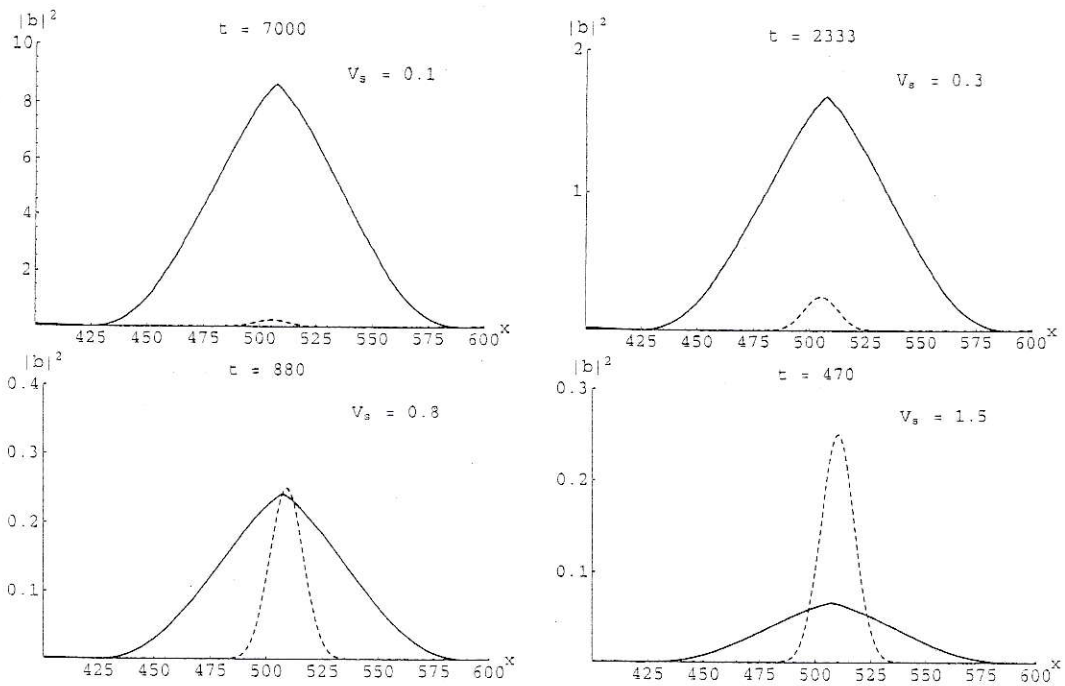 |b|²
t = 7000
10
V_s = 0.1
8
6
4
2
425 450 475 500 525 550 575 600 x
|b|²
t = 2333
2
V_s = 0.3
1
425 450 475 500 525 550 575 600 x
|b|²
t = 880
0.4
V_s = 0.8
0.3
0.2
0.1
425 450 475 500 525 550 575 600 x
|b|²
t = 470
0.3
V_s = 1.5
0.2
0.1
425 450 475 500 525 550 575 600 x